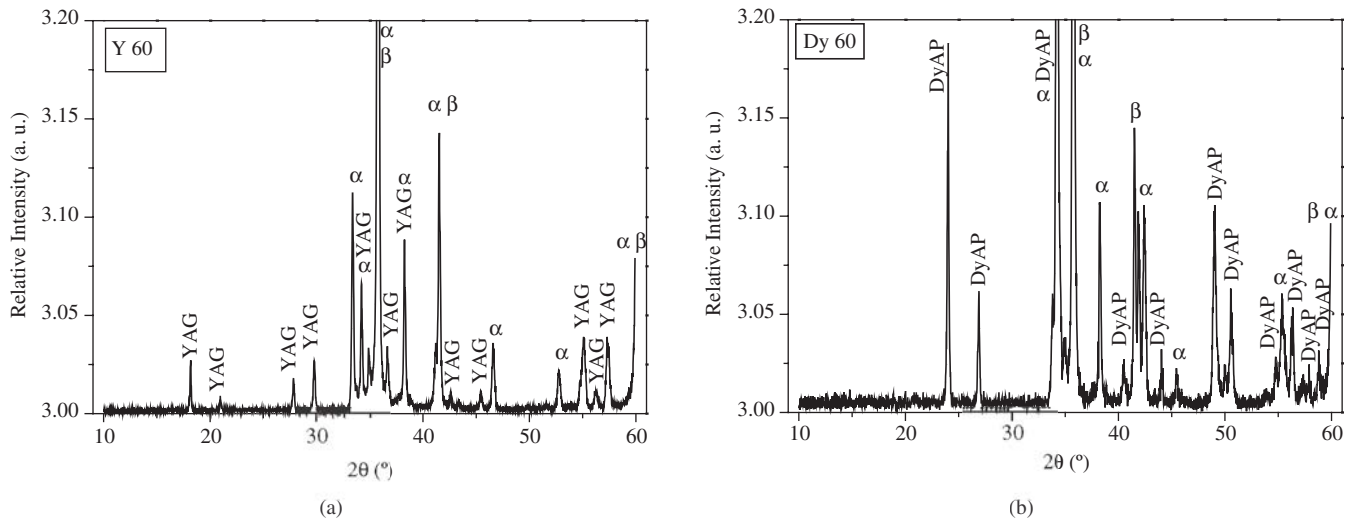 3.20
3.15
3.10
3.05
3.00
Relative Intensity (a. u.)
Y 60
YAG
YAG
YAG
YAG
α
α YAG
α
β
YAG
YAG α
α β
YAG
YAG
α
α
YAG
YAG
YAG
α β
10
20
30
40
50
60
2θ (º)
(a)
3.20
3.15
3.10
3.05
3.00
Relative Intensity (a. u.)
Dy 60
DyAP
DyAP
α DyAP
β
α
α
DyAP
β
α
DyAP
α
DyAP
DyAP
DyAP
α
DyAP
DyAP
DyAP
β α
10
20
30
40
50
60
2θ (º)
(b)